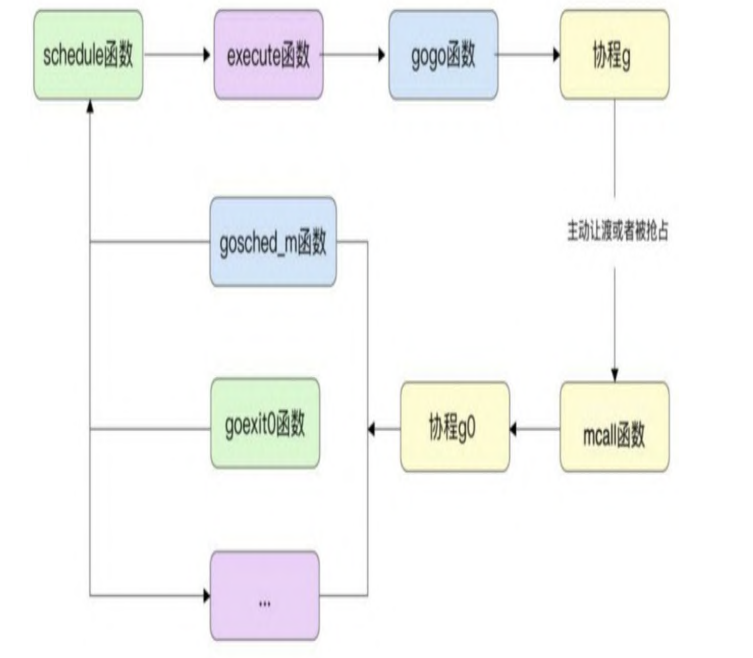 schedule函数
execute函数
gogo函数
协程g
主动让渡或者被抢占
gosched_m函数
goexit0函数
协程g0
mcall函数
...